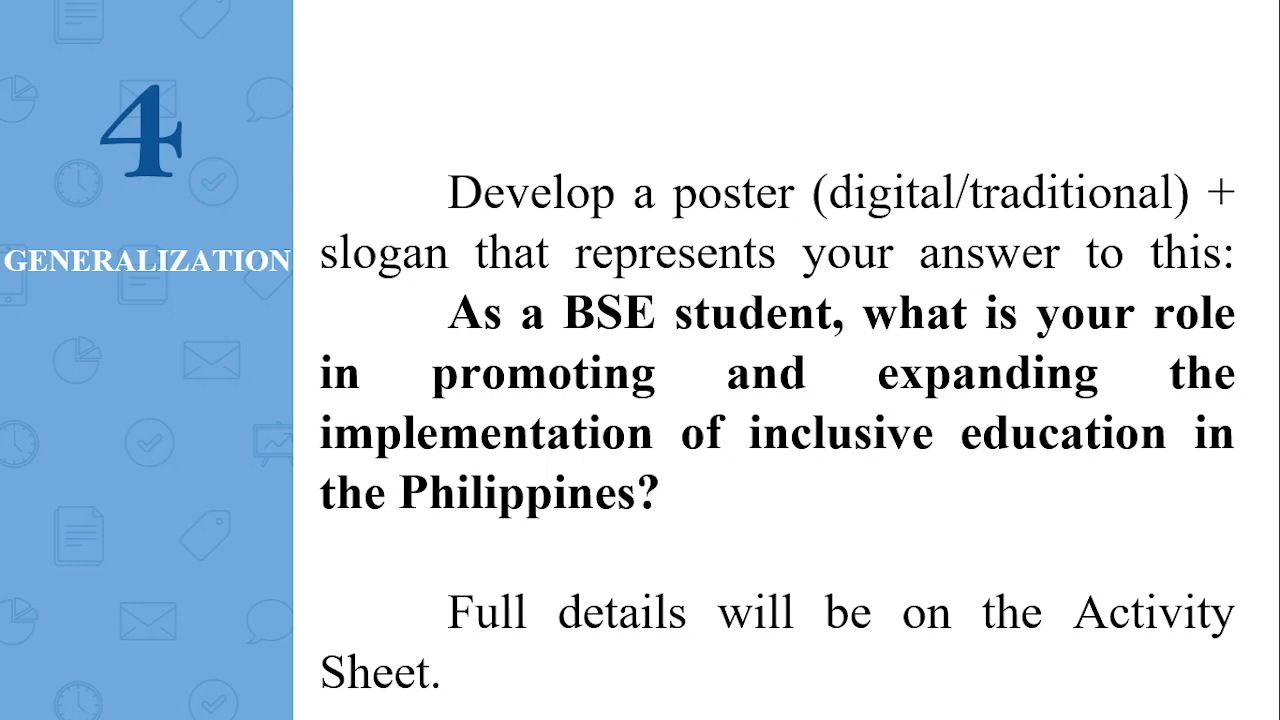 4
GENERALIZATION
Develop a poster (digital/traditional) +
slogan that represents your answer to this:
As a BSE student, what is your role
in promoting and expanding the
implementation of inclusive education in
the Philippines?
Full details will be on the Activity
Sheet.